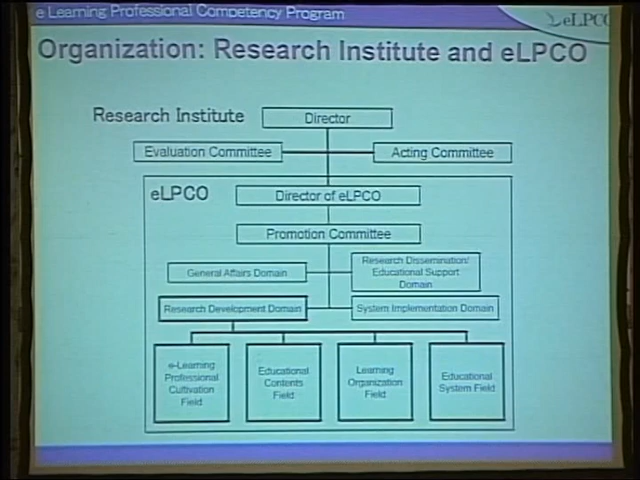 e Learning Professional Competency Program
eLPCO
Organization: Research Institute and eLPCO
Research Institute
Director
Evaluation Committee
Acting Committee
eLPCO
Director of eLPCO
Promotion Committee
General Affairs Domain
Research Dissemination/
Educational Support
Domain
Research Development Domain
System Implementation Domain
e-Learning
Professional
Cultivation
Field
Educational
Contents
Field
Learning
Organization
Field
Educational
System Field